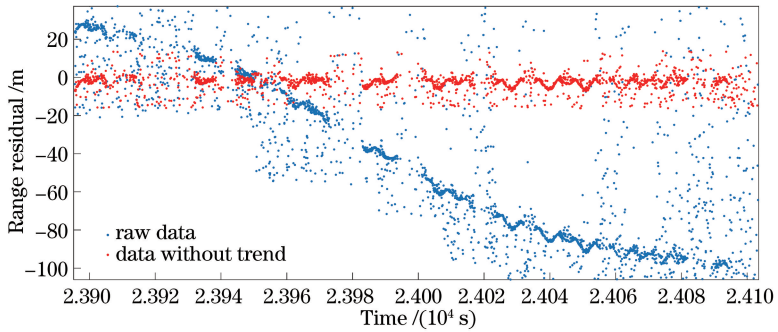 Range residual /m
20
0
−20
−40
−60
−80
−100
raw data
data without trend
2.390 2.392 2.394 2.396 2.398 2.400 2.402 2.404 2.406 2.408 2.410
Time /(10⁴ s)